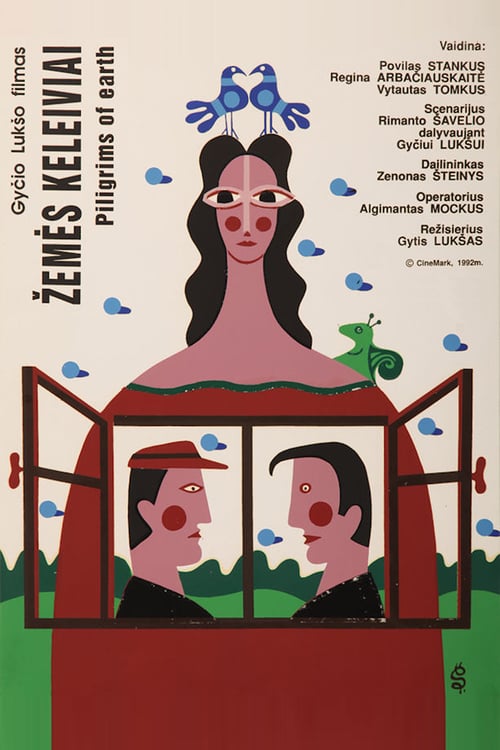 Gyčio Lukšo filmas
ŽEMĖS KELEIVIAI
Piligrims of earth
Vaidina:
Povilas STANKUS
Regina ARBAČIAUSKAITĖ
Vytautas TOMKUS
Scenarijus
Rimanto ŠAVELIO
dalyvaujant
Gyčiui LUKŠUI
Dailininkas
Zenonas ŠTEINYS
Operatorius
Algimantas MOCKUS
Režisierius
Gytis LUKŠAS
© CineMark, 1992m.